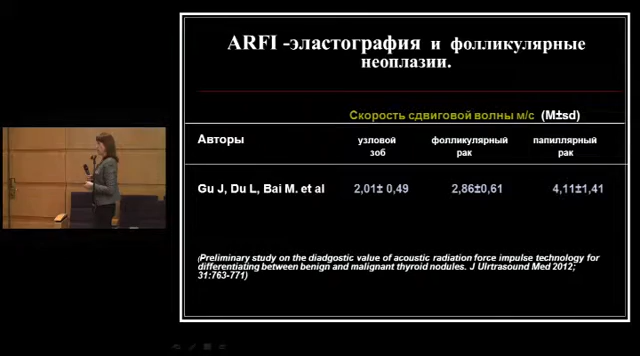 ARFI -эластография и фолликулярные
неоплазии.
Скорость сдвиговой волны м/с (M±sd)
Авторы узловой зоб фолликулярный рак папиллярный рак
Gu J, Du L, Bai M. et al 2,01± 0,49 2,86±0,61 4,11±1,41
(Preliminary study on the diadgostic value of acoustic radiation force impulse technology for
differentiating between benign and malignant thyroid nodules. J Ulrtrasound Med 2012;
31:763-771)